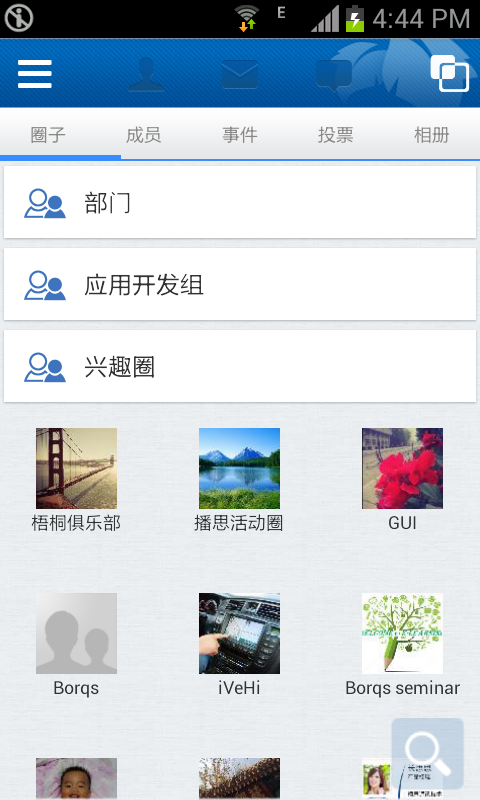 E
4:44 PM
圈子
成员
事件
投票
相册
部门
应用开发组
兴趣圈
梧桐俱乐部
播思活动圈
GUI
Borqs
iVeHi
Borqs seminar